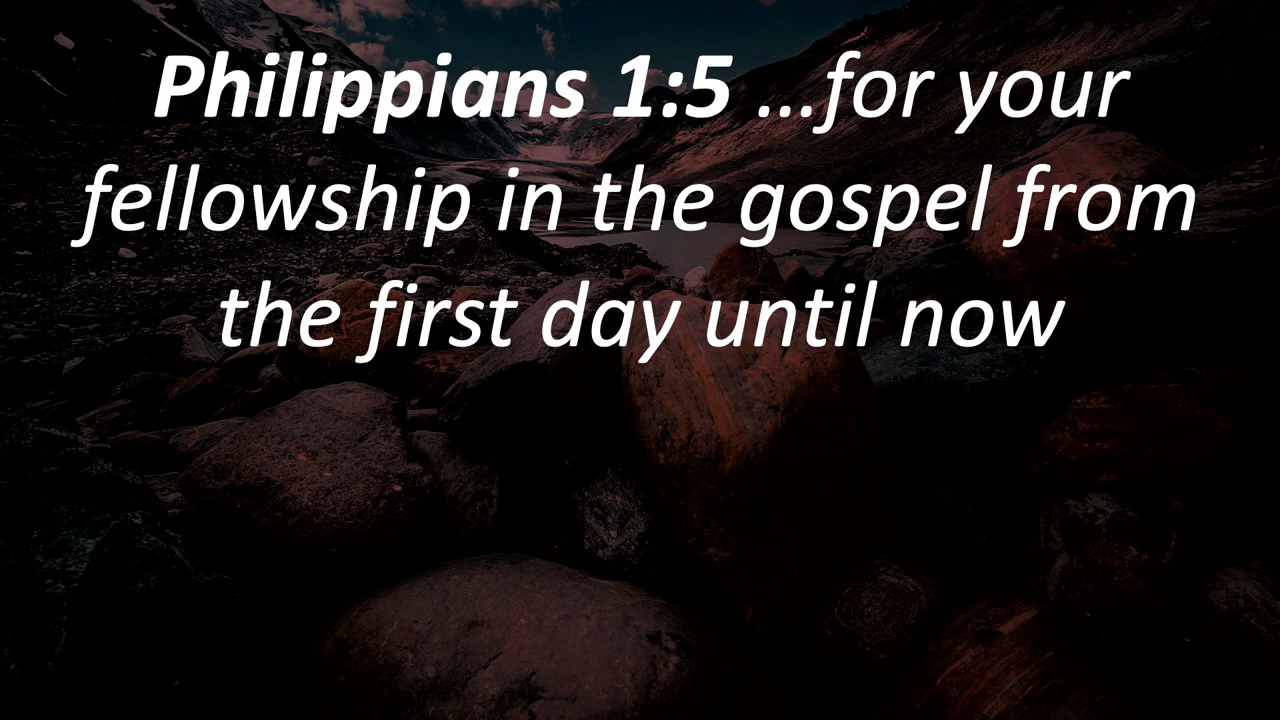 Philippians 1:5 ...for your
fellowship in the gospel from
the first day until now